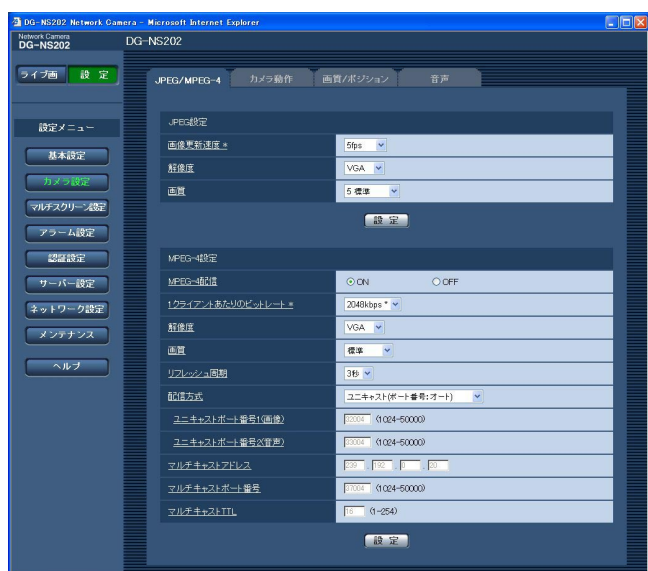 DG-NS202 Network Camera - Microsoft Internet Explorer
Network Camera
DG-NS202
DG-NS202
ライブ画 設 定
JPEG/MPEG-4 カメラ動作 画質/ポジション 音声
設定メニュー
基本設定
カメラ設定
マルチスクリーン設定
アラーム設定
認証設定
サーバー設定
ネットワーク設定
メンテナンス
ヘルプ
JPEG設定
画像更新速度 * 5fps
解像度 VGA
画質 5 標準
設 定
MPEG-4設定
MPEG-4配信 ON OFF
1クライアントあたりのビットレート * 2048kbps *
解像度 VGA
画質 標準
リフレッシュ周期 3秒
配信方式 ユニキャスト(ポート番号:オート)
ユニキャストポート番号1(画像) 32004 (1024-50000)
ユニキャストポート番号2(音声) 33004 (1024-50000)
マルチキャストアドレス 239 . 192 . 0 . 20
マルチキャストポート番号 37004 (1024-50000)
マルチキャストTTL 16 (1-254)
設 定